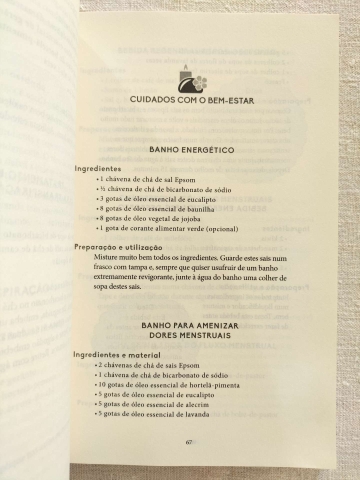 CUIDADOS COM O BEM-ESTAR
BANHO ENERGÉTICO
Ingredientes
• 1 chávena de chá de sal Epsom
• ½ chávena de bicarbonato de sódio
• 3 gotas de óleo essencial de eucalipto
• 8 gotas de óleo essencial de baunilha
• 8 gotas de óleo vegetal de jojoba
• 1 gota de corante alimentar verde (opcional)
Preparação e utilização
Misture muito bem todos os ingredientes. Guarde estes sais num
frasco com tampa e, sempre que quiser usufruir de um banho
extremamente revigorante, junte à água do banho uma colher de
sopa destes sais.
BANHO PARA AMENIZAR
DORES MENSTRUAIS
Ingredientes e material
• 2 chávenas de chá de sais Epsom
• 1 chávena de chá de bicarbonato de sódio
• 10 gotas de óleo essencial de hortelã-pimenta
• 5 gotas de óleo essencial de eucalipto
• 5 gotas de óleo essencial de alecrim
• 5 gotas de óleo essencial de lavanda
67